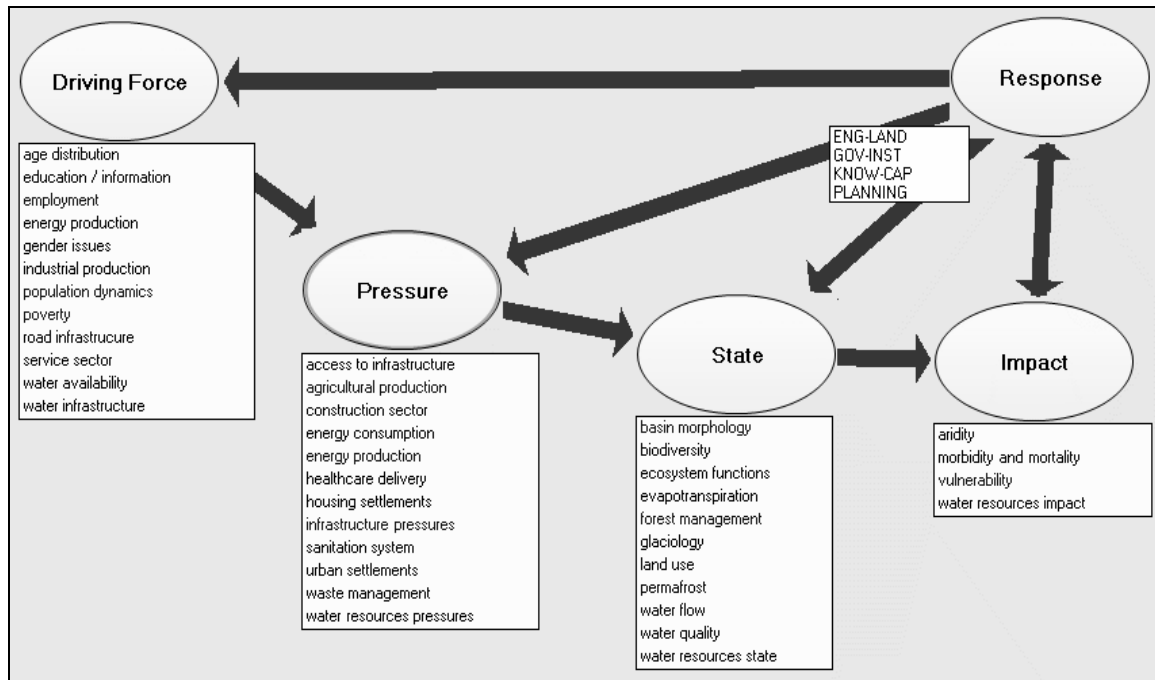 Driving Force
age distribution
education / information
employment
energy production
gender issues
industrial production
population dynamics
poverty
road infrastrucure
service sector
water availability
water infrastructure
Response
ENG-LAND
GOV-INST
KNOW-CAP
PLANNING
Pressure
access to infrastructure
agricultural production
construction sector
energy consumption
energy production
healthcare delivery
housing settlements
infrastructure pressures
sanitation system
urban settlements
waste management
water resources pressures
State
basin morphology
biodiversity
ecosystem functions
evapotranspiration
forest management
glaciology
land use
permafrost
water flow
water quality
water resources state
Impact
aridity
morbidity and mortality
vulnerability
water resources impact